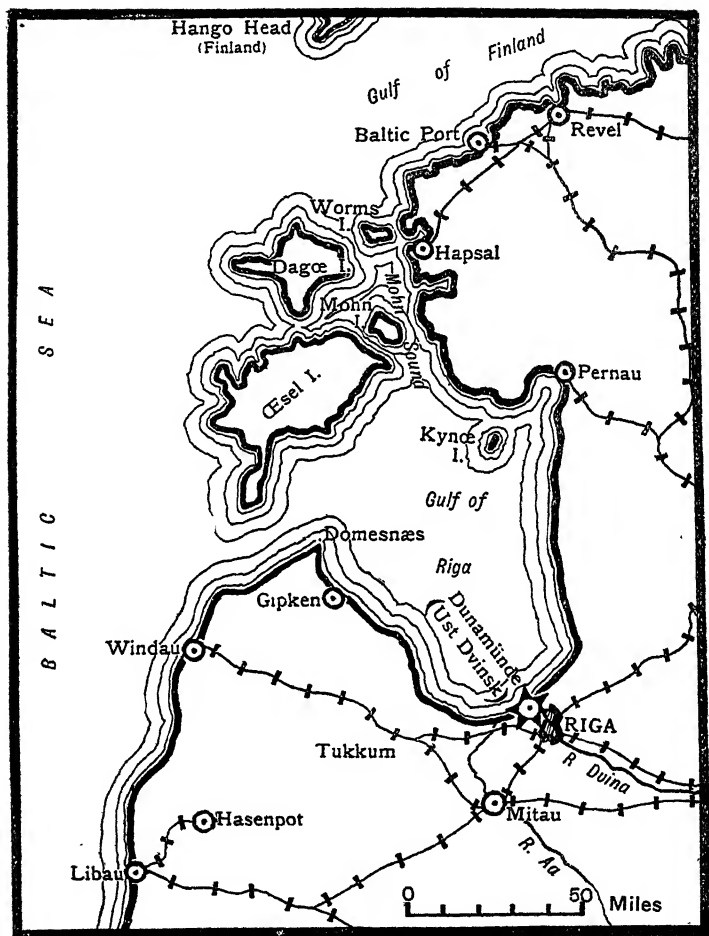 Hango Head
(Finland)
Gulf of Finland
Baltic Port
Revel
Worms
I.
Hapsal
Dagœ I.
Mohn
I.
Mohn Sound
Œsel I.
Pernau
Kynœ
I.
Gulf of
Riga
BALTIC SEA
Domesnæs
Gipken
Dunamünde
(Ust Dvinsk)
Windau
RIGA
Tukkum
R Duina
Mitau
Hasenpot
R. Aa
Libau
0 50 Miles